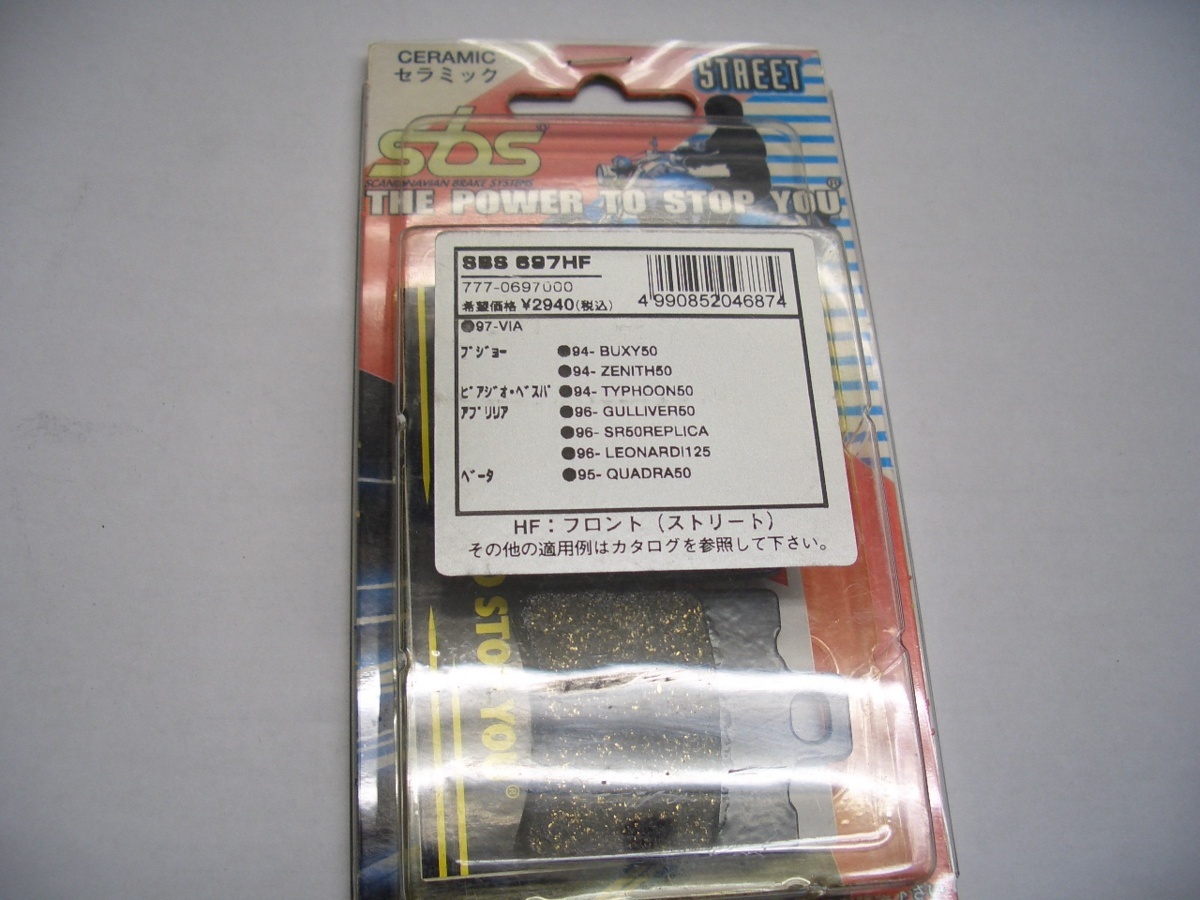 CERAMIC
セラミック
STREET
sbs
SCANDINAVIAN BRAKE SYSTEMS
THE POWER TO STOP YOU®
SBS 697HF
777-0697000
希望価格 ¥2940(税込)
4990852046874
●97-VIA
プジョー ●94- BUXY50
●94- ZENITH50
ピアジオ・ベスパ ●94- TYPHOON50
アプリリア ●96- GULLIVER50
●96- SR50REPLICA
●96- LEONARDI125
ベータ ●95- QUADRA50
HF：フロント（ストリート）
その他の適用例はカタログを参照して下さい。
STOP YOU®